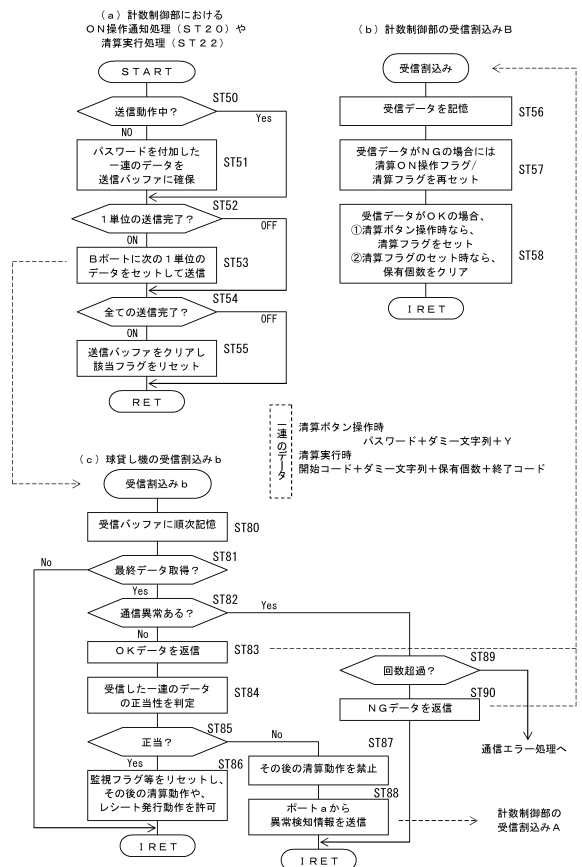 (a) 計数制御部における
ON操作通知処理(ST20)や
清算実行処理(ST22)
START
送信動作中?
ST50
Yes
NO
パスワードを付加した
一連のデータを
送信バッファに確保
ST51
1単位の送信完了?
ST52
OFF
ON
Bポートに次の1単位の
データをセットして送信
ST53
全ての送信完了?
ST54
OFF
ON
送信バッファをクリアし
該当フラグをリセット
ST55
RET
(b) 計数制御部の受信割込みB
受信割込み
受信データを記憶
ST56
受信データがNGの場合には
清算ON操作フラグ/
清算フラグを再セット
ST57
受信データがOKの場合、
①清算ボタン操作時なら、
清算フラグをセット
②清算フラグのセット時なら、
保有個数をクリア
ST58
IRET
一連のデータ
清算ボタン操作時
パスワード+ダミー文字列+Y
清算実行時
開始コード+ダミー文字列+保有個数+終了コード
(c) 球貸し機の受信割込みb
受信割込みb
受信バッファに順次記憶
ST80
最終データ取得?
ST81
No
Yes
通信異常ある?
ST82
Yes
No
OKデータを返信
ST83
受信した一連のデータ
の正当性を判定
ST84
正当?
ST85
No
Yes
監視フラグ等をリセットし、
その後の清算動作や、
レシート発行動作を許可
ST86
IRET
その後の清算動作を禁止
ST87
ポートaから
異常検知情報を送信
ST88
IRET
回数超過?
ST89
NGデータを返信
ST90
通信エラー処理へ
計数制御部の
受信割込みA